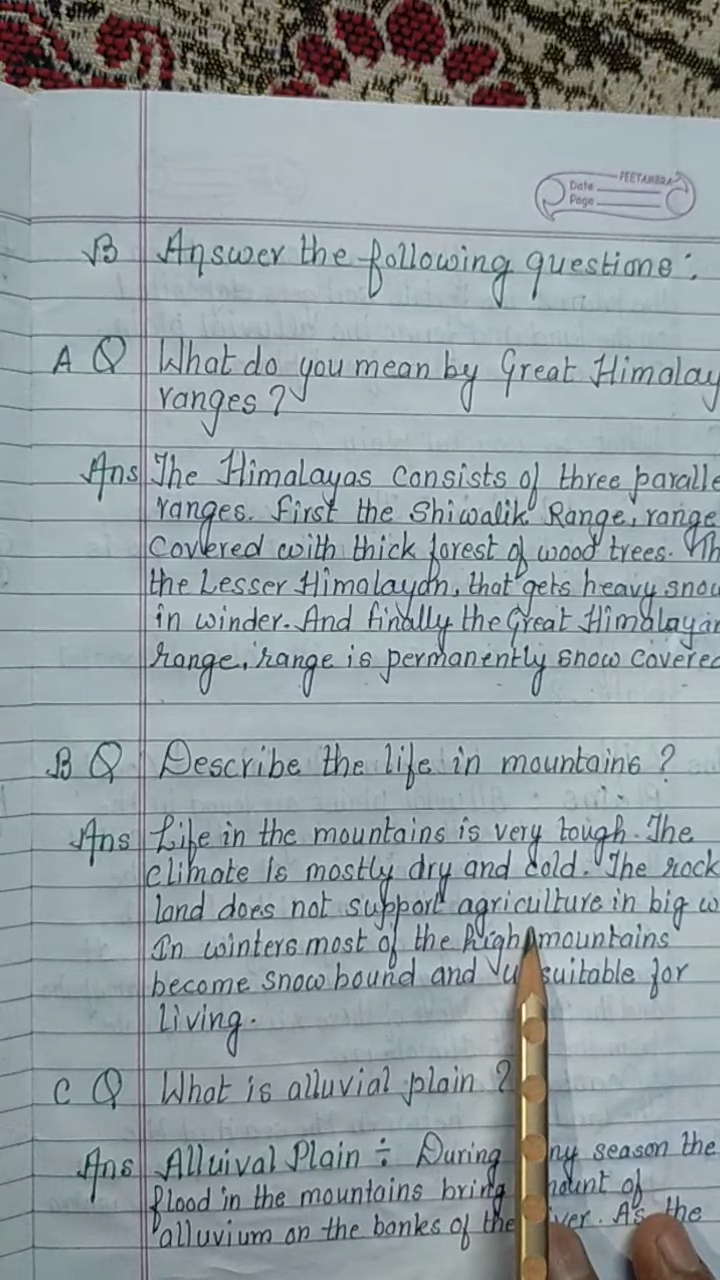 PEETAMBRA
Date
Page
B Answer the following questions:
A Q What do you mean by Great Himalay
ranges?
Ans The Himalayas consists of three paralle
ranges. First the Shiwalik Range, range
Covered with thick forest of wood trees. Th
the Lesser Himalayan, that gets heavy snow
in winder. And finally the Great Himalayan
range, range is permanently snow covered
B Q Describe the life in mountains?
Ans Life in the mountains is very tough. The
climate is mostly dry and cold. The rock
land does not support agriculture in big w
In winters most of the high mountains
become snow bound and suitable for
living.
C Q What is alluvial plain?
Ans Alluival Plain ÷ During ny season the
flood in the mountains bring mount of
alluvium on the banks of the iver. As the